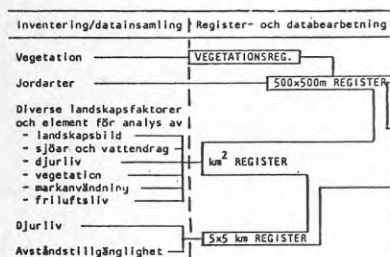 Inventering/datainsamling Register- och databearbetning
Vegetation VEGETATIONSREG.
Jordarter 500x500m REGISTER
Diverse landskapsfaktorer
och element för analys av
- landskapsbild
- sjöar och vattendrag
- djurliv km² REGISTER
- vegetation
- markanvändning
- friluftsliv
Djurliv
5x5 km REGISTER
Avståndstillgänglighet